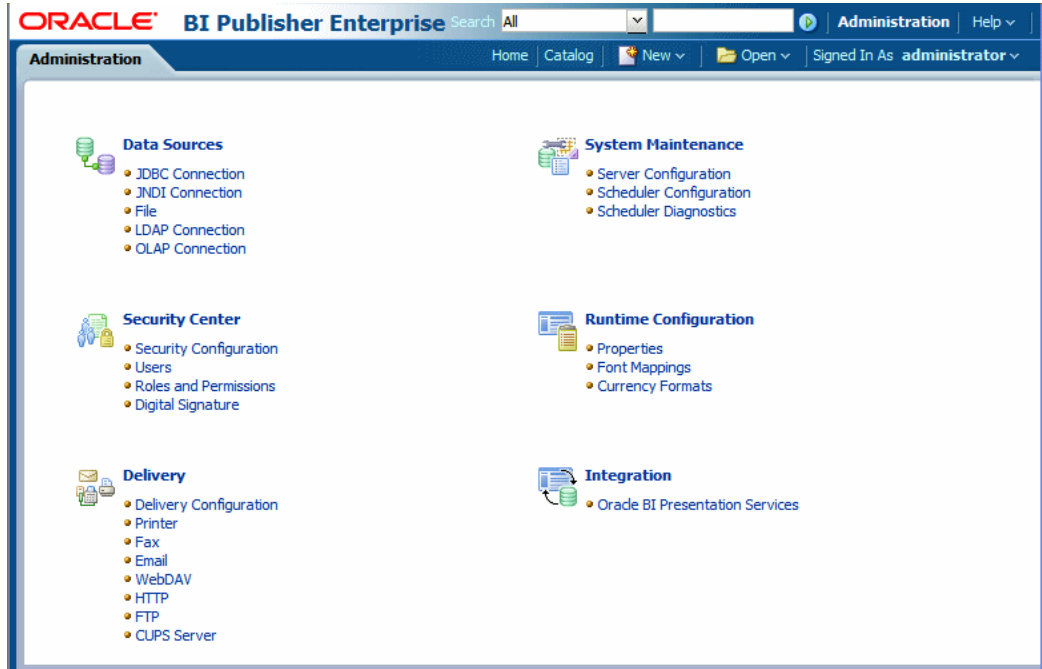 ORACLE BI Publisher Enterprise Search All Administration Help
Administration Home Catalog New Open Signed In As administrator
Data Sources
JDBC Connection
JNDI Connection
File
LDAP Connection
OLAP Connection
System Maintenance
Server Configuration
Scheduler Configuration
Scheduler Diagnostics
Security Center
Security Configuration
Users
Roles and Permissions
Digital Signature
Runtime Configuration
Properties
Font Mappings
Currency Formats
Delivery
Delivery Configuration
Printer
Fax
Email
WebDAV
HTTP
FTP
CUPS Server
Integration
Oracle BI Presentation Services